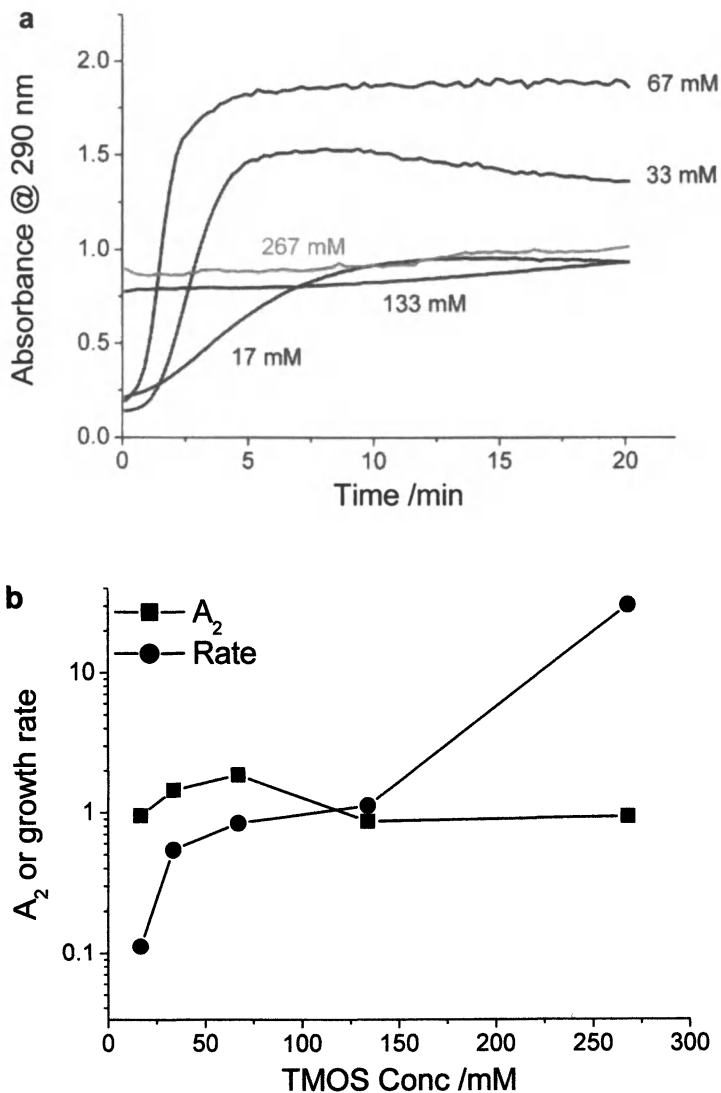 a
Absorbance @ 290 nm
2.0
1.5
1.0
0.5
0.0
67 mM
33 mM
267 mM
133 mM
17 mM
0
5
10
15
20
Time /min
b
A₂
Rate
A₂ or growth rate
10
1
0.1
0
50
100
150
200
250
300
TMOS Conc /mM